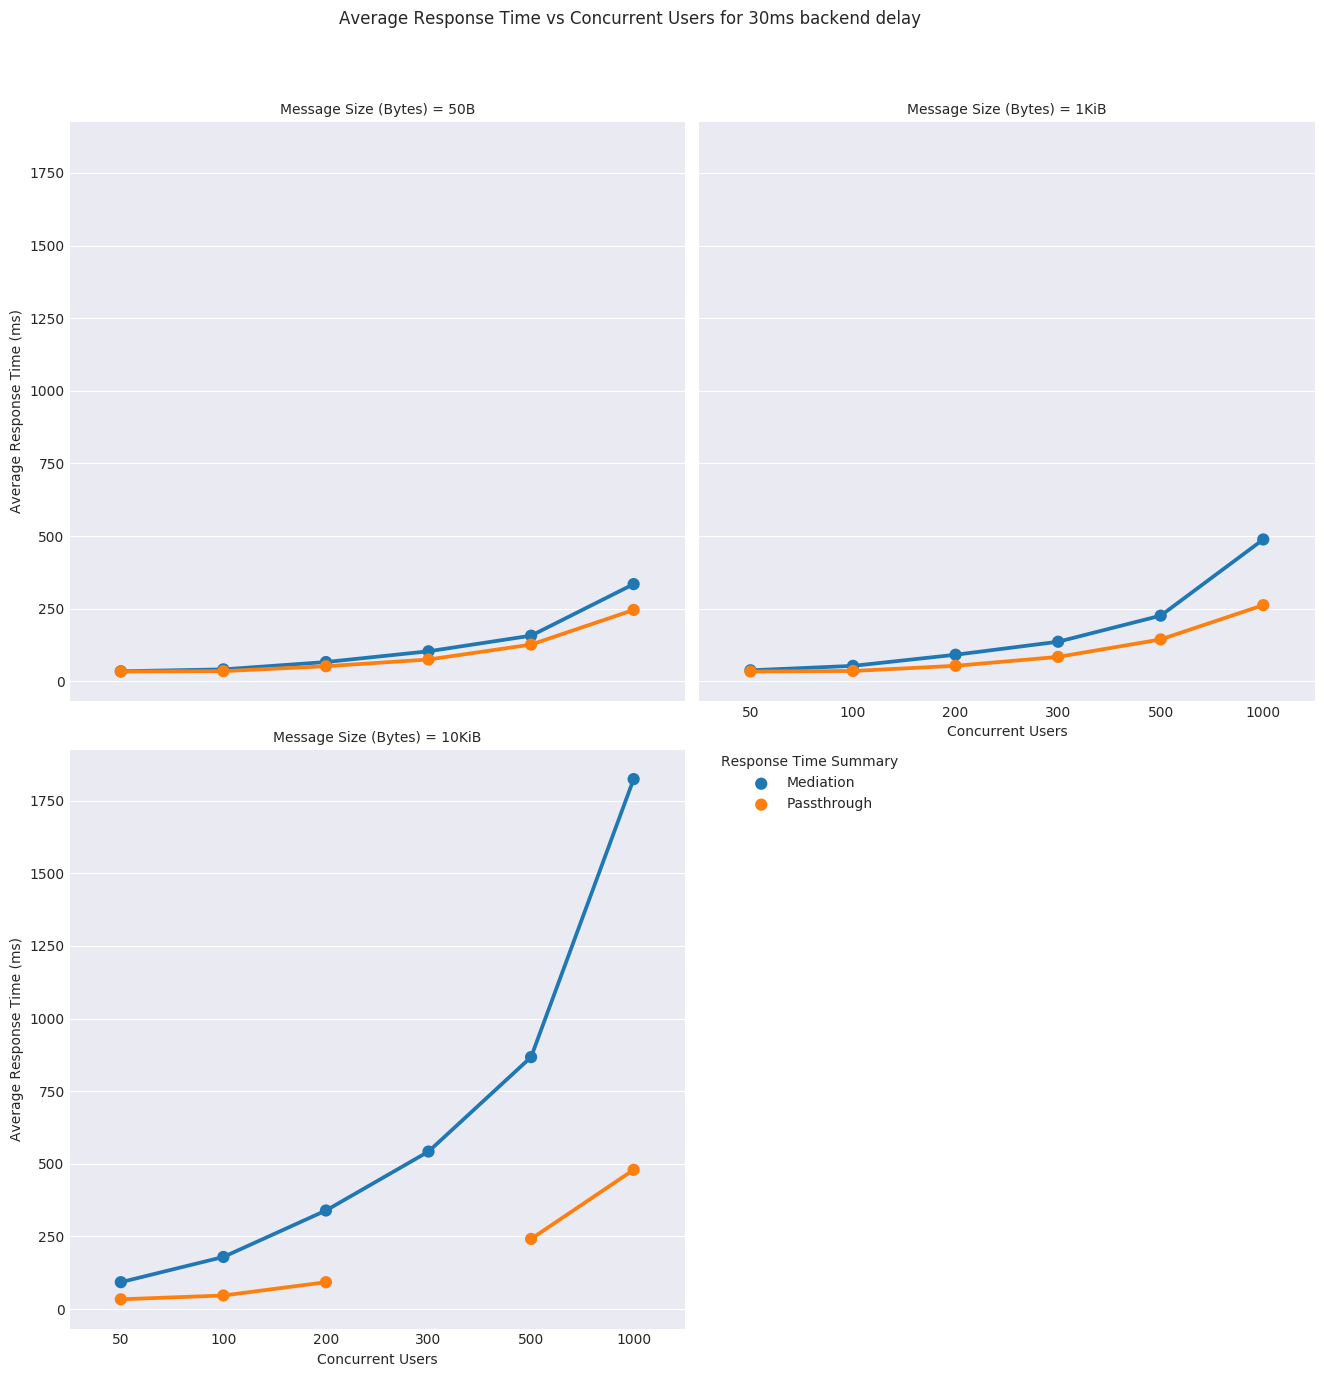 Average Response Time vs Concurrent Users for 30ms backend delay
Message Size (Bytes) = 50B
Average Response Time (ms)
1750
1500
1250
1000
750
500
250
0
Message Size (Bytes) = 1KiB
50 100 200 300 500 1000
Concurrent Users
Message Size (Bytes) = 10KiB
Average Response Time (ms)
1750
1500
1250
1000
750
500
250
0
50 100 200 300 500 1000
Concurrent Users
Response Time Summary
Mediation
Passthrough